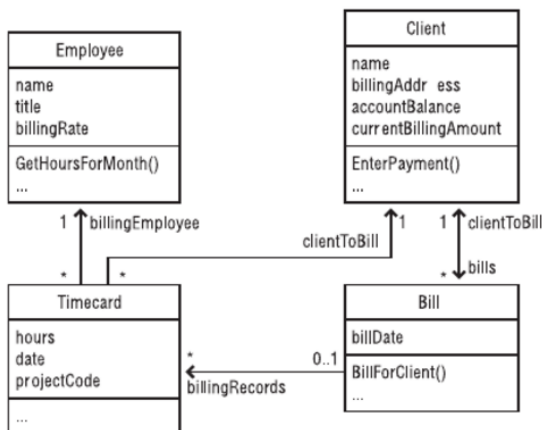 Employee
name
title
billingRate
GetHoursForMonth()
...
Client
name
billingAddr ess
accountBalance
currentBillingAmount
EnterPayment()
...
1
billingEmployee
*
clientToBill
1
*
1
clientToBill
*
bills
Timecard
hours
date
projectCode
...
*
billingRecords
0..1
Bill
billDate
BillForClient()
...